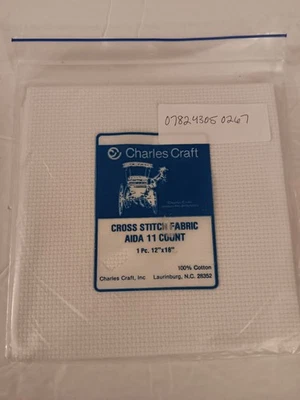 07824305 0267
Charles Craft
CROSS STITCH FABRIC
AIDA 11 COUNT
1 Pc. 12"x18"
100% Cotton
Charles Craft, Inc Laurinburg, N.C. 28352